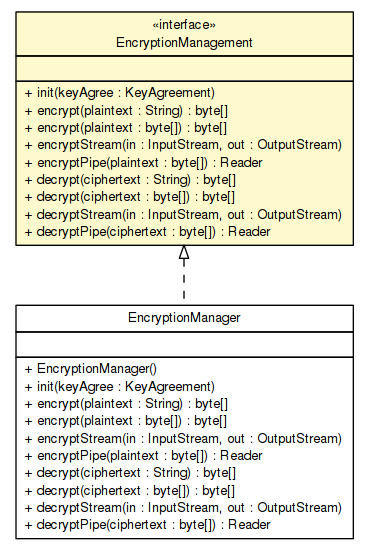 «interface»
EncryptionManagement
+ init(keyAgree : KeyAgreement)
+ encrypt(plaintext : String) : byte[]
+ encrypt(plaintext : byte[]) : byte[]
+ encryptStream(in : InputStream, out : OutputStream)
+ encryptPipe(plaintext : byte[]) : Reader
+ decrypt(ciphertext : String) : byte[]
+ decrypt(ciphertext : byte[]) : byte[]
+ decryptStream(in : InputStream, out : OutputStream)
+ decryptPipe(ciphertext : byte[]) : Reader
EncryptionManager
+ EncryptionManager()
+ init(keyAgree : KeyAgreement)
+ encrypt(plaintext : String) : byte[]
+ encrypt(plaintext : byte[]) : byte[]
+ encryptStream(in : InputStream, out : OutputStream)
+ encryptPipe(plaintext : byte[]) : Reader
+ decrypt(ciphertext : String) : byte[]
+ decrypt(ciphertext : byte[]) : byte[]
+ decryptStream(in : InputStream, out : OutputStream)
+ decryptPipe(ciphertext : byte[]) : Reader